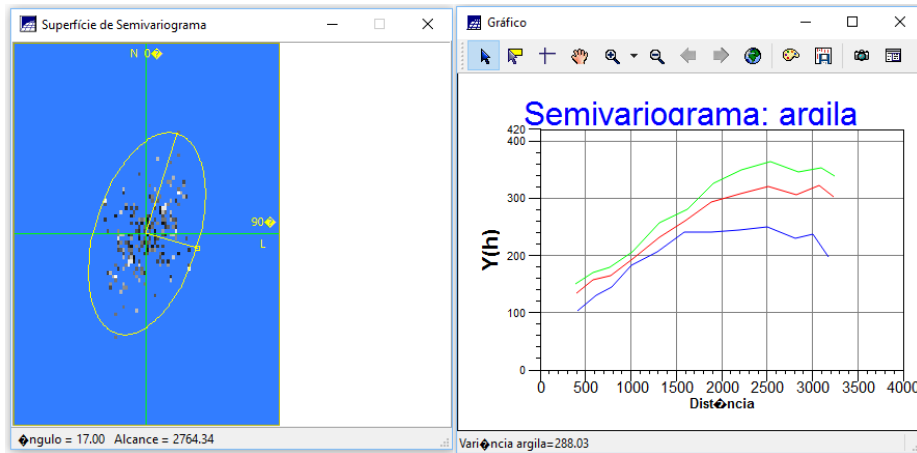 Superfície de Semivariograma
N 0�
90�
L
�ngulo = 17.00 Alcance = 2764.34
Gráfico
Semivariograma: argila
420
400
300
200
100
0
Y(h)
0 500 1000 1500 2000 2500 3000 3500 4000
Dist�ncia
Vari�ncia argila=288.03